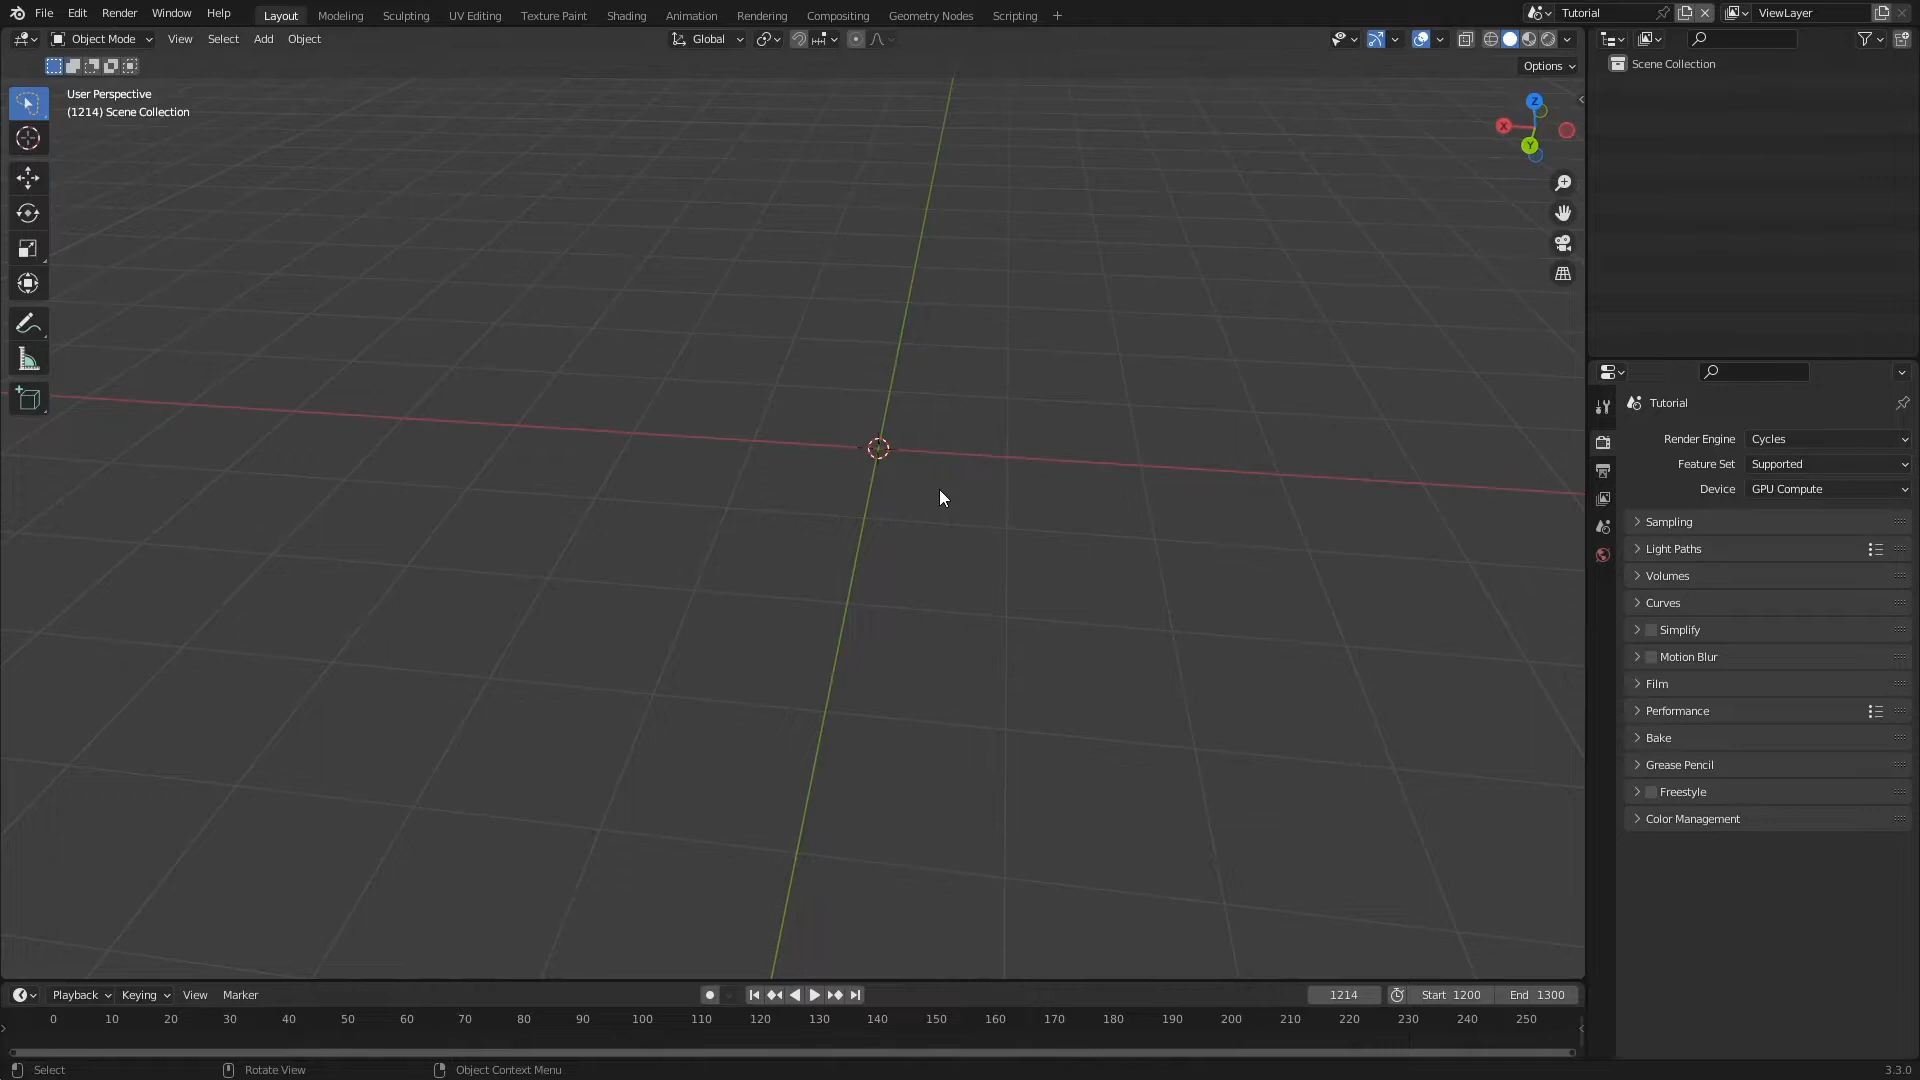 File Edit Render Window Help Layout Modeling Sculpting UV Editing Texture Paint Shading Animation Rendering Compositing Geometry Nodes Scripting + Tutorial ViewLayer
Object Mode View Select Add Object Global
Scene Collection
Options
User Perspective
(1214) Scene Collection
Z
X
Y
Tutorial
Render Engine Cycles
Feature Set Supported
Device GPU Compute
Sampling
Light Paths
Volumes
Curves
Simplify
Motion Blur
Film
Performance
Bake
Grease Pencil
Freestyle
Color Management
Playback Keying View Marker 1214 Start 1200 End 1300
0 10 20 30 40 50 60 70 80 90 100 110 120 130 140 150 160 170 180 190 200 210 220 230 240 250
Select Rotate View Object Context Menu 3.3.0